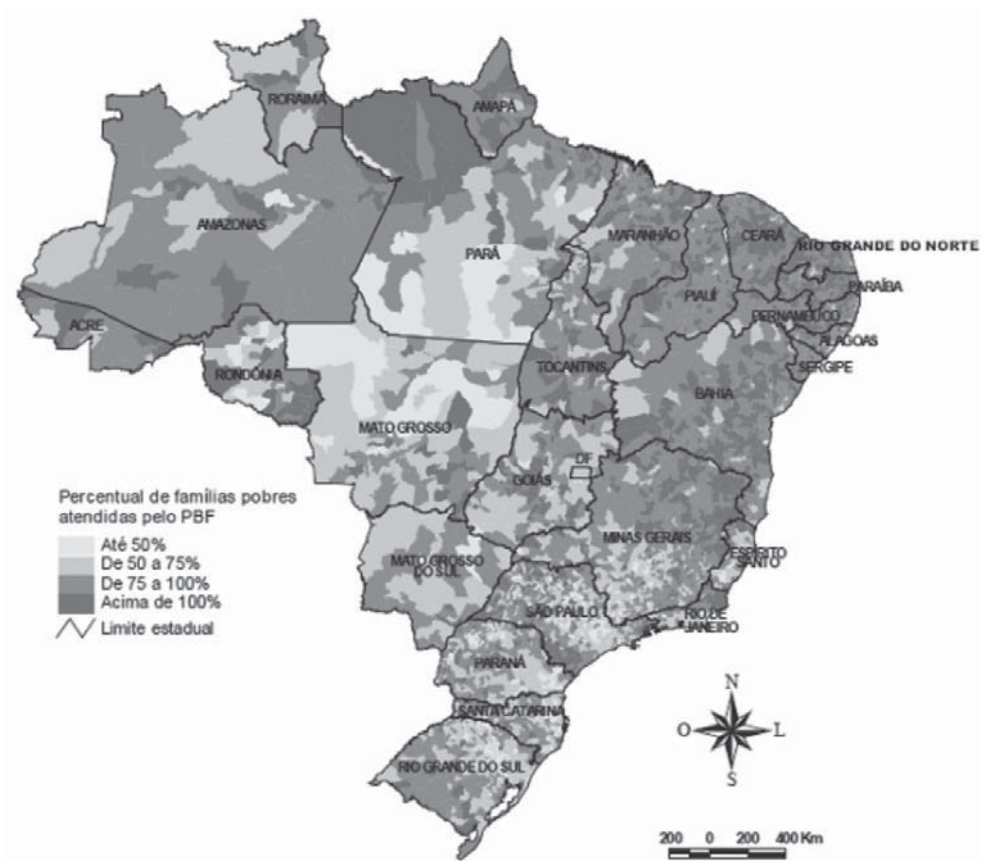 RORAIMA
AMAPÁ
AMAZONAS
PARÁ
MARANHÃO
CEARÁ
RIO GRANDE DO NORTE
PARAÍBA
PIAUÍ
PERNAMBUCO
ACRE
ALAGOAS
SERGIPE
RONDÔNIA
TOCANTINS
BAHIA
MATO GROSSO
DF
GOIÁS
Percentual de famílias pobres
atendidas pelo PBF
Até 50%
De 50 a 75%
De 75 a 100%
Acima de 100%
Limite estadual
MINAS GERAIS
MATO GROSSO
DO SUL
ESPÍRITO
SANTO
SÃO PAULO
RIO DE
JANEIRO
PARANÁ
SANTA CATARINA
RIO GRANDE DO SUL
N
O L
S
200 0 200 400 Km